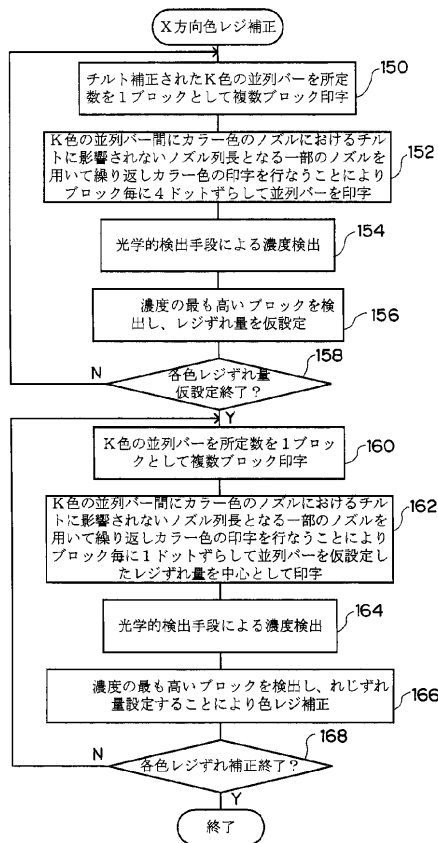 X方向色レジ補正
チルト補正されたK色の並列バーを所定
数を1ブロックとして複数ブロック印字
150
K色の並列バー間にカラー色のノズルにおけるチル
トに影響されないノズル列長となる一部のノズルを
用いて繰り返しカラー色の印字を行なうことにより
ブロック毎に4ドットずらして並列バーを印字
152
光学的検出手段による濃度検出
154
濃度の最も高いブロックを検
出し、レジずれ量を仮設定
156
158
N
各色レジずれ量
仮設定終了?
Y
K色の並列バーを所定数を1ブロッ
クとして複数ブロック印字
160
K色の並列バー間にカラー色のノズルにおけるチル
トに影響されないノズル列長となる一部のノズルを
用いて繰り返しカラー色の印字を行なうことにより
ブロック毎に1ドットずらして並列バーを仮設定し
たレジずれ量を中心として印字
162
光学的検出手段による濃度検出
164
濃度の最も高いブロックを検出し、れじずれ
量設定することにより色レジ補正
166
168
N
各色レジずれ補正終了?
Y
終了